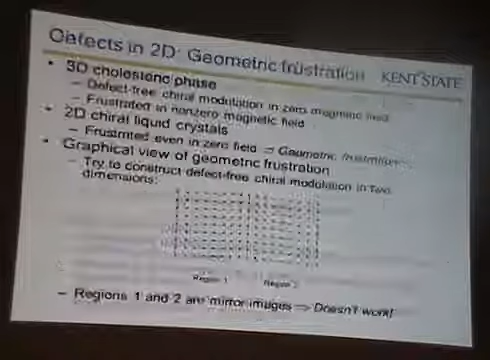 Defects in 2D: Geometric frustration KENT STATE
• 3D cholesteric phase
– Defect-free chiral modulation in zero magnetic field
– Frustrated in nonzero magnetic field
• 2D chiral liquid crystals
– Frustrated even in zero field ⇒ Geometric frustration
• Graphical view of geometric frustration
– Try to construct defect-free chiral modulation in two
dimensions:
Region 1 Region 2
– Regions 1 and 2 are mirror images ⇒ Doesn't work!